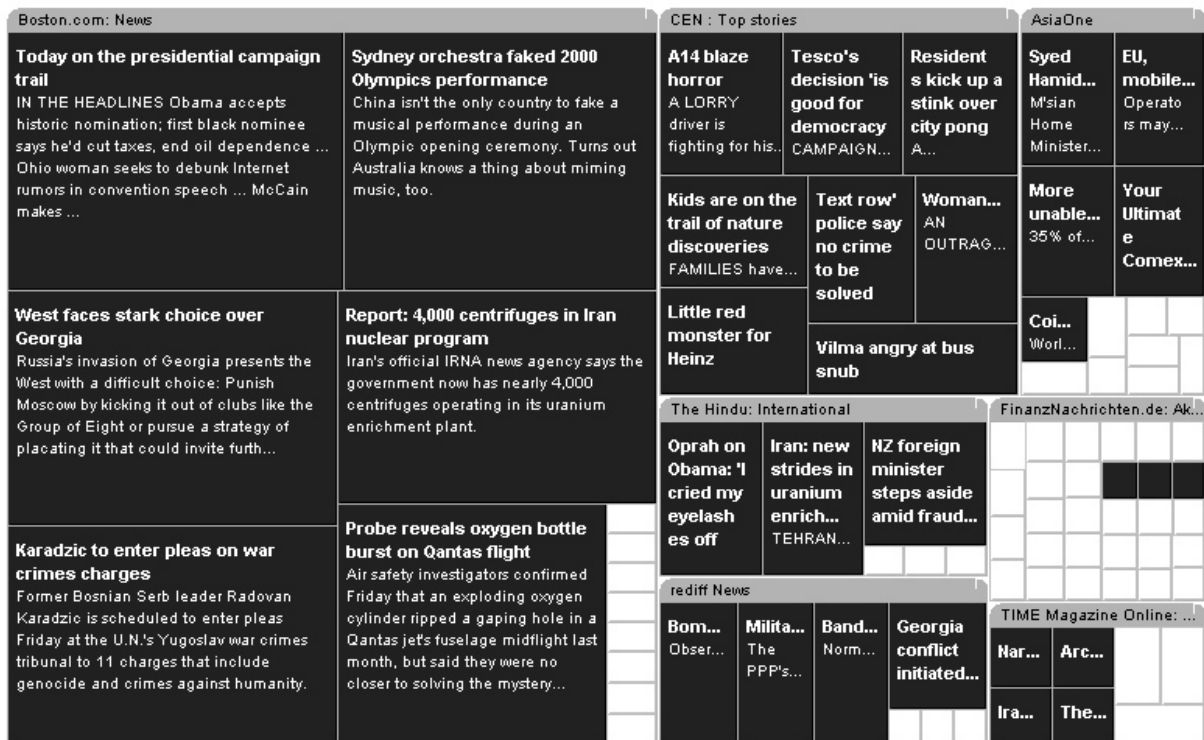 Boston.com: News
Today on the presidential campaign
trail
IN THE HEADLINES Obama accepts
historic nomination; first black nominee
says he'd cut taxes, end oil dependence ...
Ohio woman seeks to debunk Internet
rumors in convention speech ... McCain
makes ...
Sydney orchestra faked 2000
Olympics performance
China isn't the only country to fake a
musical performance during an
Olympic opening ceremony. Turns out
Australia knows a thing about miming
music, too.
West faces stark choice over
Georgia
Russia's invasion of Georgia presents the
West with a difficult choice: Punish
Moscow by kicking it out of clubs like the
Group of Eight or pursue a strategy of
placating it that could invite furth...
Report: 4,000 centrifuges in Iran
nuclear program
Iran's official IRNA news agency says the
government now has nearly 4,000
centrifuges operating in its uranium
enrichment plant.
Karadzic to enter pleas on war
crimes charges
Former Bosnian Serb leader Radovan
Karadzic is scheduled to enter pleas
Friday at the U.N.'s Yugoslav war crimes
tribunal to 11 charges that include
genocide and crimes against humanity.
Probe reveals oxygen bottle
burst on Qantas flight
Air safety investigators confirmed
Friday that an exploding oxygen
cylinder ripped a gaping hole in a
Qantas jet's fuselage midflight last
month, but said they were no
closer to solving the mystery...
CEN : Top stories
A14 blaze
horror
A LORRY
driver is
fighting for his..
Tesco's
decision 'is
good for
democracy
CAMPAIGN...
Resident
s kick up a
stink over
city pong
A...
Kids are on the
trail of nature
discoveries
FAMILIES have...
Text row'
police say
no crime
to be
solved
Woman...
AN
OUTRAG...
Little red
monster for
Heinz
Vilma angry at bus
snub
AsiaOne
Syed
Hamid...
M'sian
Home
Minister...
EU,
mobile...
Operato
rs may...
More
unable...
35% of...
Your
Ultimat
e
Comex...
Coi...
Worl...
The Hindu: International
Oprah on
Obama: 'I
cried my
eyelash
es off
Iran: new
strides in
uranium
enrich...
TEHRAN...
NZ foreign
minister
steps aside
amid fraud...
FinanzNachrichten.de: Ak...
rediff News
Bom...
Obser...
Milita...
The
PPP's...
Band...
Norm...
Georgia
conflict
initiated...
TIME Magazine Online: ...
Nar...
Arc...
Ira...
The...